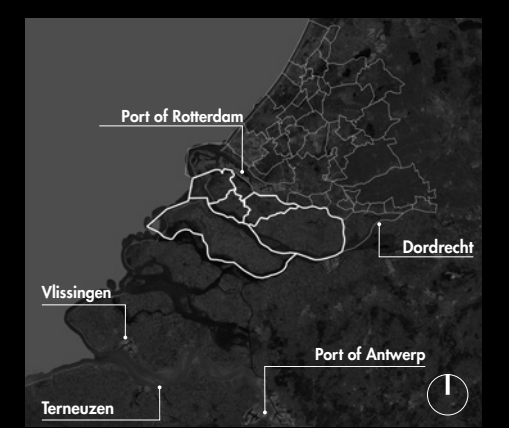 Port of Rotterdam
Dordrecht
Vlissingen
Port of Antwerp
Terneuzen